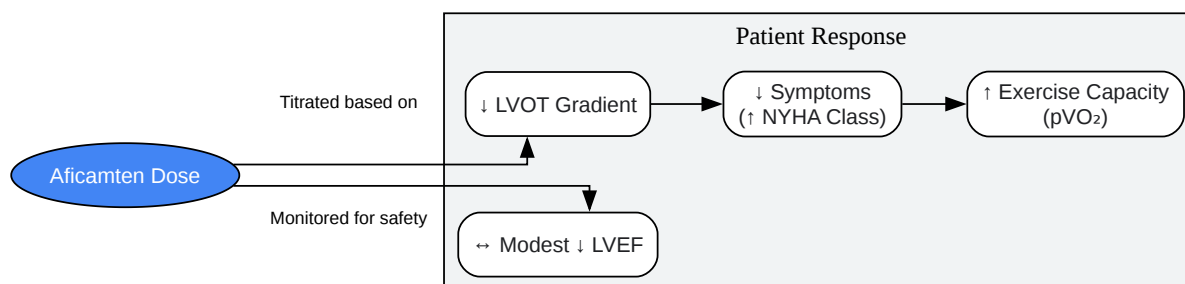 Patient Response
Titrated based on
↓ LVOT Gradient
↓ Symptoms
(↑ NYHA Class)
↑ Exercise Capacity
(pVO₂)
Aficamten Dose
Monitored for safety
↔ Modest ↓ LVEF